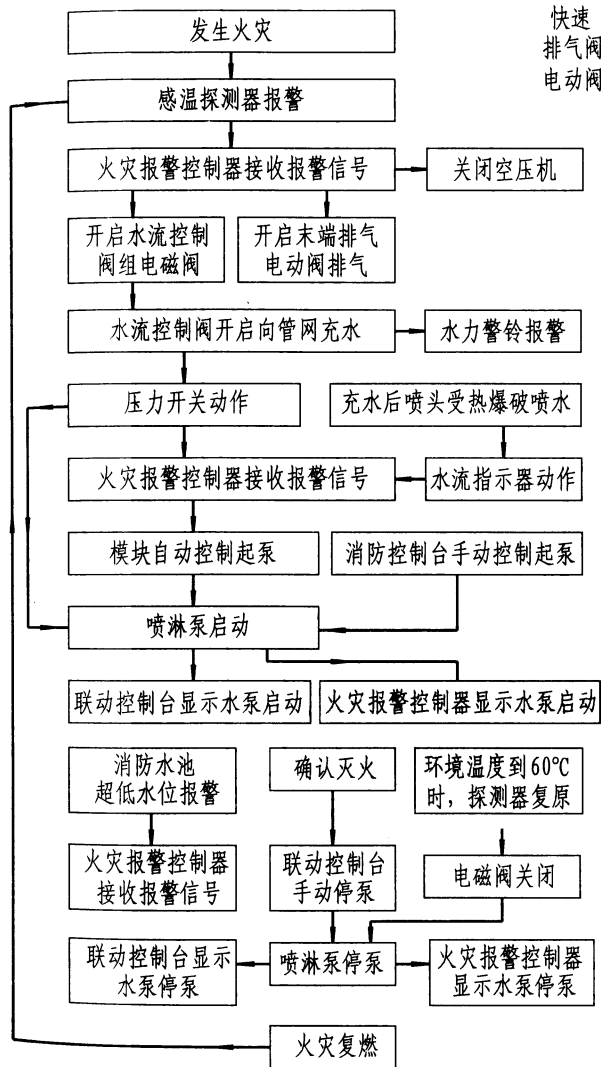 快速
排气阀
电动阀
发生火灾
感温探测器报警
火灾报警控制器接收报警信号
关闭空压机
开启水流控制
阀组电磁阀
开启末端排气
电动阀排气
水流控制阀开启向管网充水
水力警铃报警
压力开关动作
充水后喷头受热爆破喷水
火灾报警控制器接收报警信号
水流指示器动作
模块自动控制起泵
消防控制台手动控制起泵
喷淋泵启动
联动控制台显示水泵启动
火灾报警控制器显示水泵启动
消防水池
超低水位报警
确认灭火
环境温度到60℃
时，探测器复原
火灾报警控制器
接收报警信号
联动控制台
手动停泵
电磁阀关闭
联动控制台显示
水泵停泵
喷淋泵停泵
火灾报警控制器
显示水泵停泵
火灾复燃